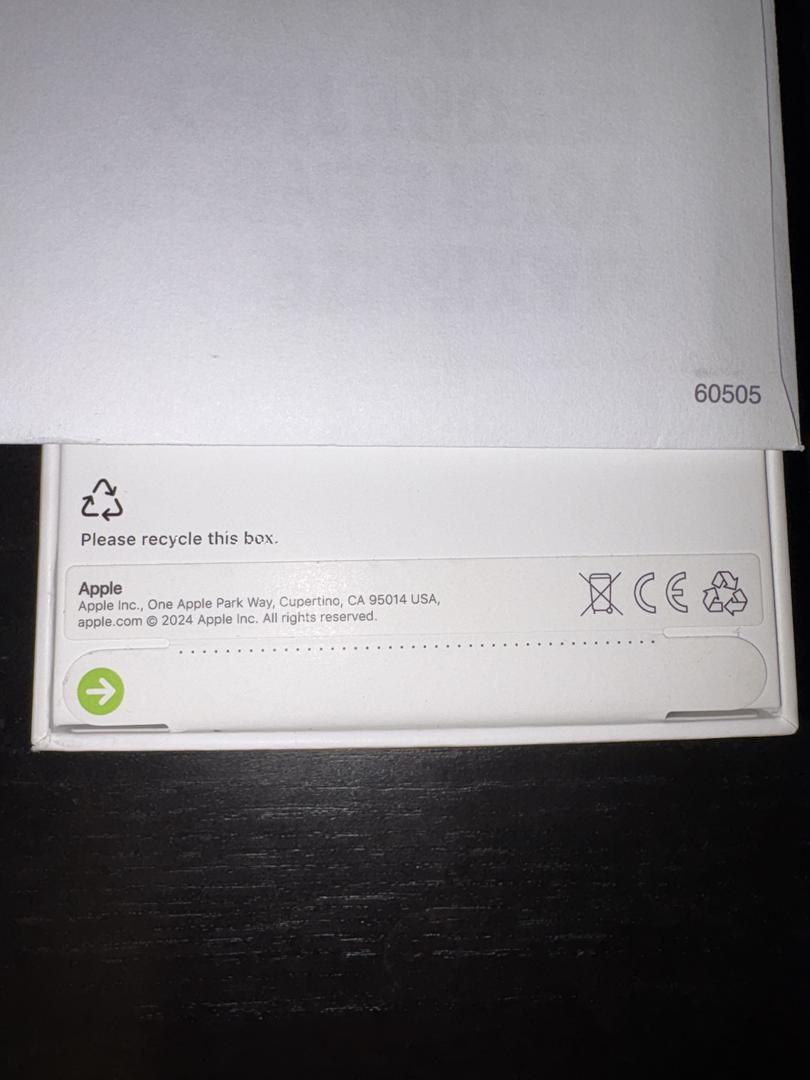 60505
Please recycle this box.
Apple
Apple Inc., One Apple Park Way, Cupertino, CA 95014 USA,
apple.com © 2024 Apple Inc. All rights reserved.
CE